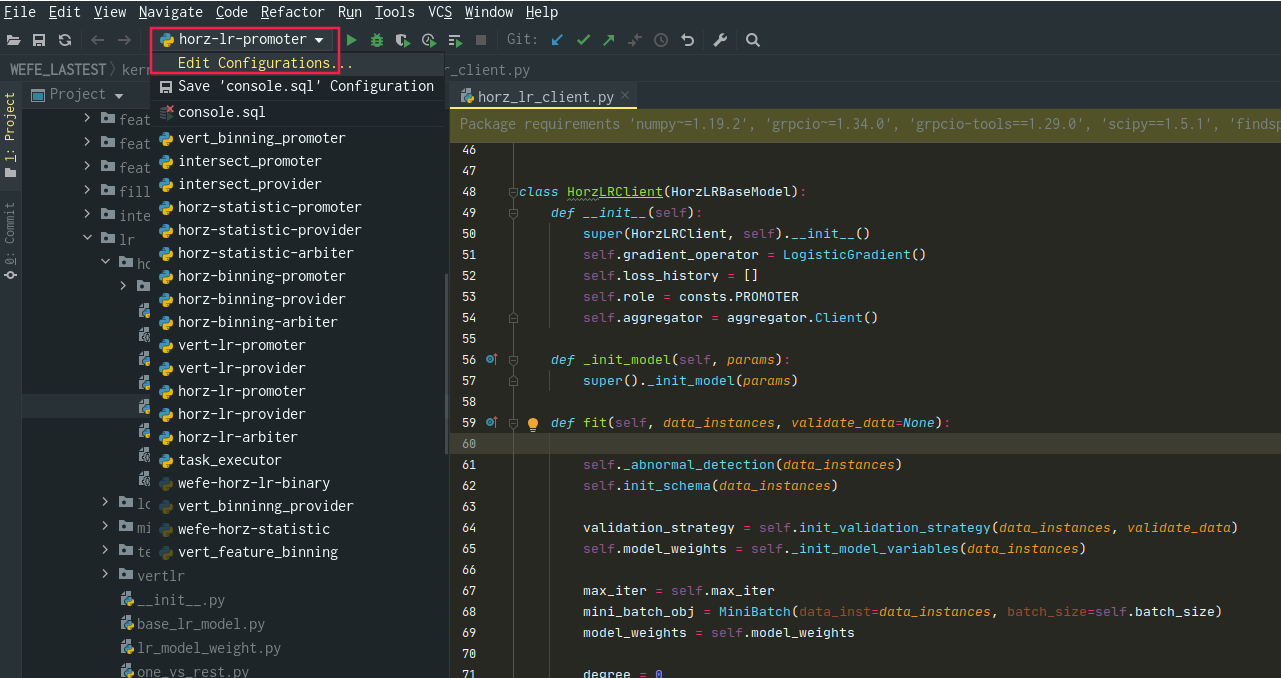 File Edit View Navigate Code Refactor Run Tools VCS Window Help
horz-lr-promoter Git:
Edit Configurations...
WEFE_LASTEST kern _client.py
Save 'console.sql' Configuration
Project
1: Project
0: Commit
console.sql
vert_binning_promoter
intersect_promoter
intersect_provider
horz-statistic-promoter
horz-statistic-provider
horz-statistic-arbiter
horz-binning-promoter
horz-binning-provider
horz-binning-arbiter
vert-lr-promoter
vert-lr-provider
horz-lr-promoter
horz-lr-provider
horz-lr-arbiter
task_executor
wefe-horz-lr-binary
vert_bininng_provider
wefe-horz-statistic
vert_feature_binning
feat
feat
feat
fill
inte
lr
ho
lo
mi
te
vertlr
__init__.py
base_lr_model.py
lr_model_weight.py
one_vs_rest.py
horz_lr_client.py
Package requirements 'numpy~=1.19.2', 'grpcio~=1.34.0', 'grpcio-tools==1.29.0', 'scipy==1.5.1', 'findsp
46
47
48 class HorzLRClient(HorzLRBaseModel):
49 def __init__(self):
50 super(HorzLRClient, self).__init__()
51 self.gradient_operator = LogisticGradient()
52 self.loss_history = []
53 self.role = consts.PROMOTER
54 self.aggregator = aggregator.Client()
55
56 def _init_model(self, params):
57 super()._init_model(params)
58
59 def fit(self, data_instances, validate_data=None):
60
61 self._abnormal_detection(data_instances)
62 self.init_schema(data_instances)
63
64 validation_strategy = self.init_validation_strategy(data_instances, validate_data)
65 self.model_weights = self._init_model_variables(data_instances)
66
67 max_iter = self.max_iter
68 mini_batch_obj = MiniBatch(data_inst=data_instances, batch_size=self.batch_size)
69 model_weights = self.model_weights
70
71 degree = 0